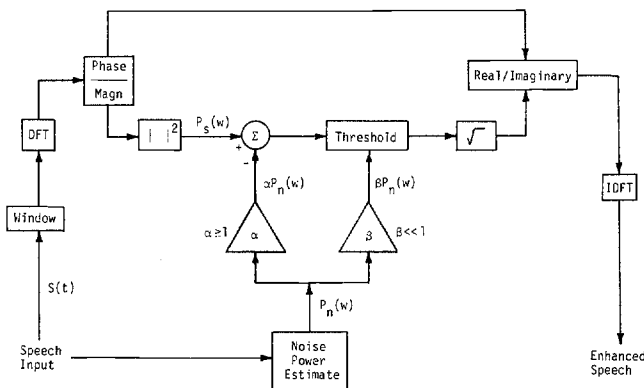 Phase
Magn
Real/Imaginary
DFT
| |²
P_s(w)
+
-
Σ
Threshold
√
αP_n(w)
βP_n(w)
IDFT
Window
α≥1
α
β
β<<1
S(t)
P_n(w)
Speech
Input
Noise
Power
Estimate
Enhanced
Speech